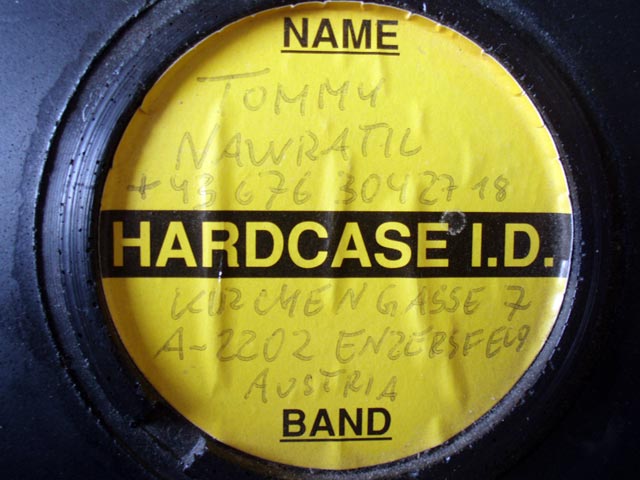 NAME
TOMMY
NAWRATIL
+43 676 3042718
HARDCASE I.D.
KIRCHENGASSE 7
A-2202 ENZERSFELD
AUSTRIA
BAND